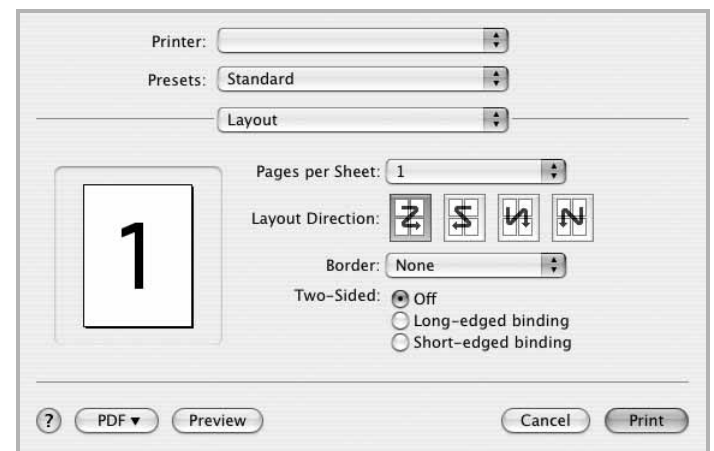 Printer:
Presets: Standard
Layout
Pages per Sheet: 1
Layout Direction:
1
Border: None
Two-Sided: Off
Long-edged binding
Short-edged binding
? PDF▼ Preview Cancel Print